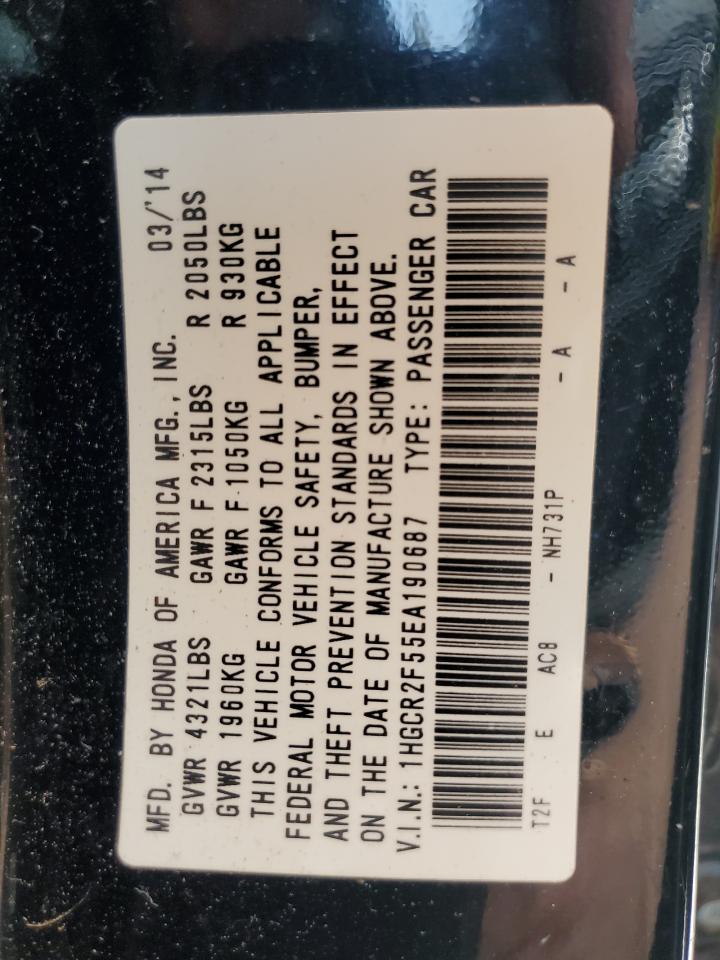 MFD. BY HONDA OF AMERICA MFG., INC. 03/'14
GVWR 4321LBS GAWR F 2315LBS R 2050LBS
GVWR 1960KG GAWR F 1050KG R 930KG
THIS VEHICLE CONFORMS TO ALL APPLICABLE
FEDERAL MOTOR VEHICLE SAFETY, BUMPER,
AND THEFT PREVENTION STANDARDS IN EFFECT
ON THE DATE OF MANUFACTURE SHOWN ABOVE.
V.I.N.: 1HGCR2F55EA190687 TYPE: PASSENGER CAR
T2F E AC8 - NH731P - A - A